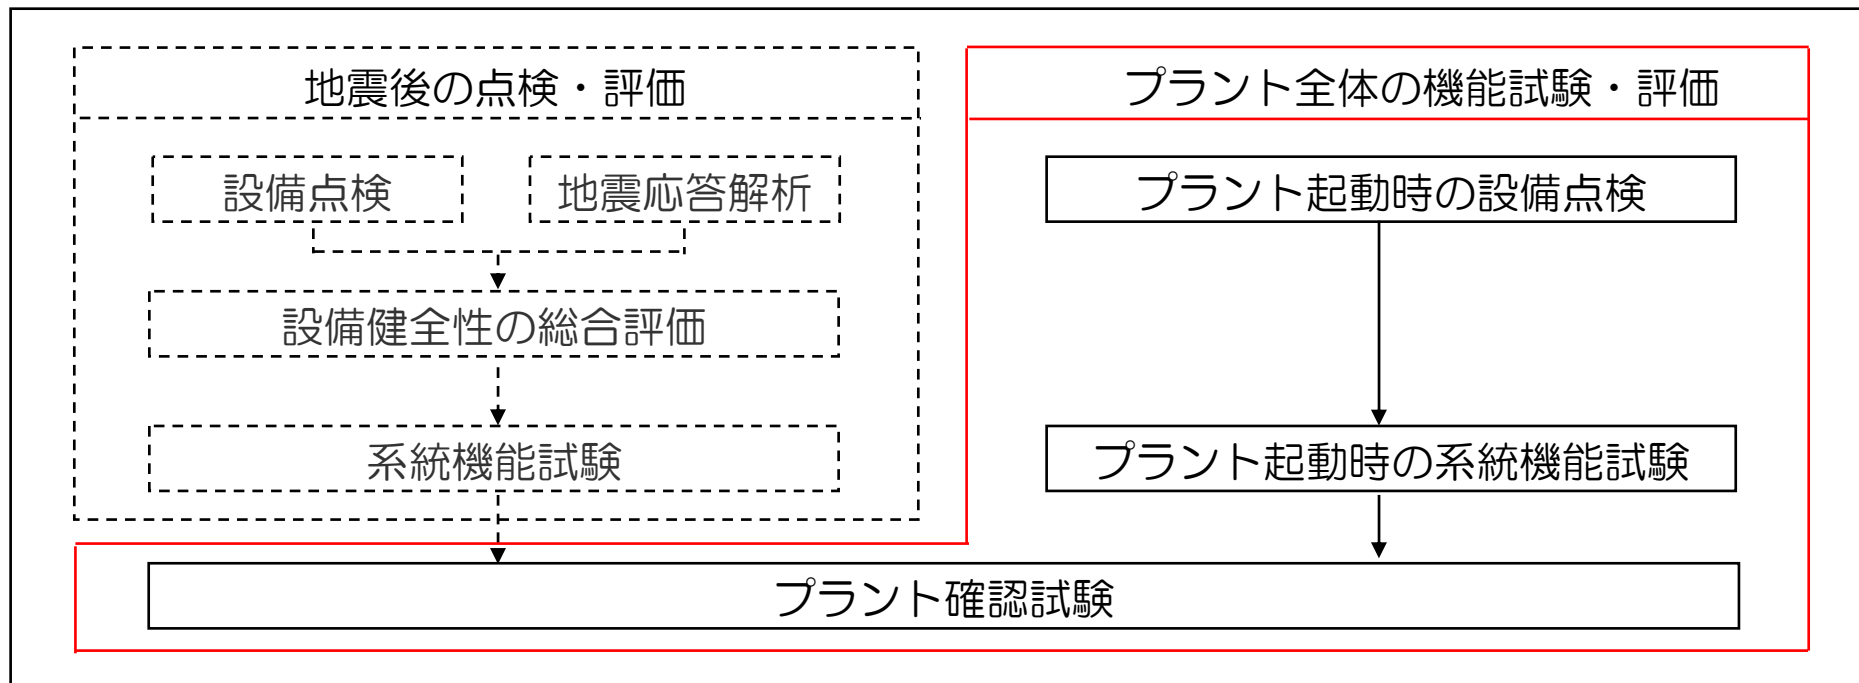 地震後の点検・評価
設備点検
地震応答解析
設備健全性の総合評価
系統機能試験
プラント全体の機能試験・評価
プラント起動時の設備点検
プラント起動時の系統機能試験
プラント確認試験